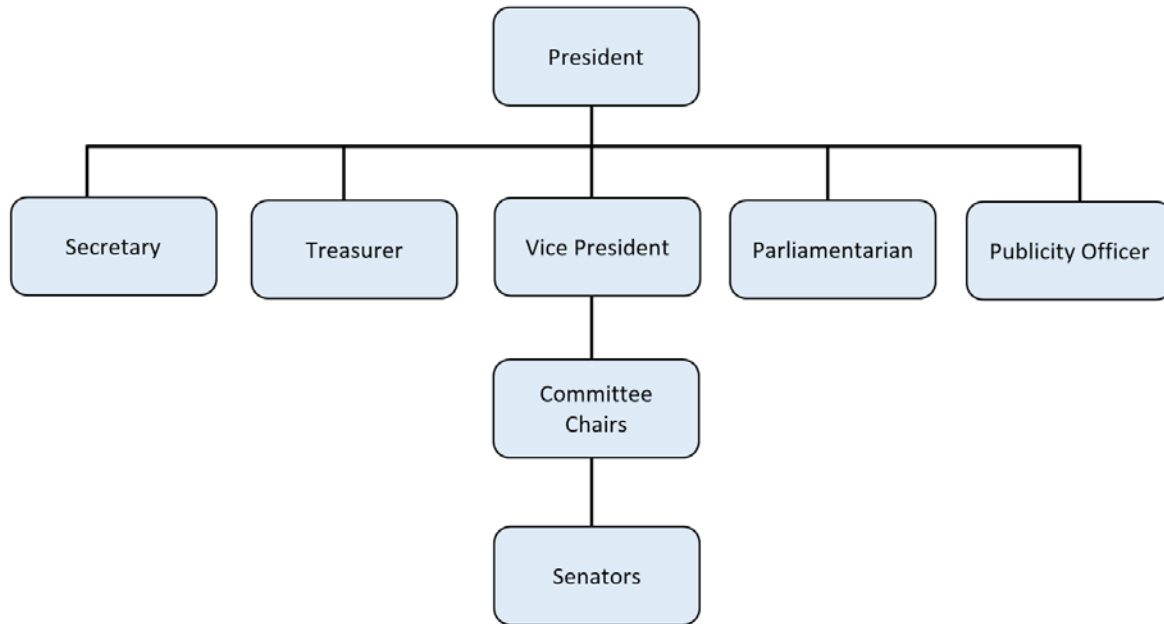 President
Secretary
Treasurer
Vice President
Parliamentarian
Publicity Officer
Committee
Chairs
Senators